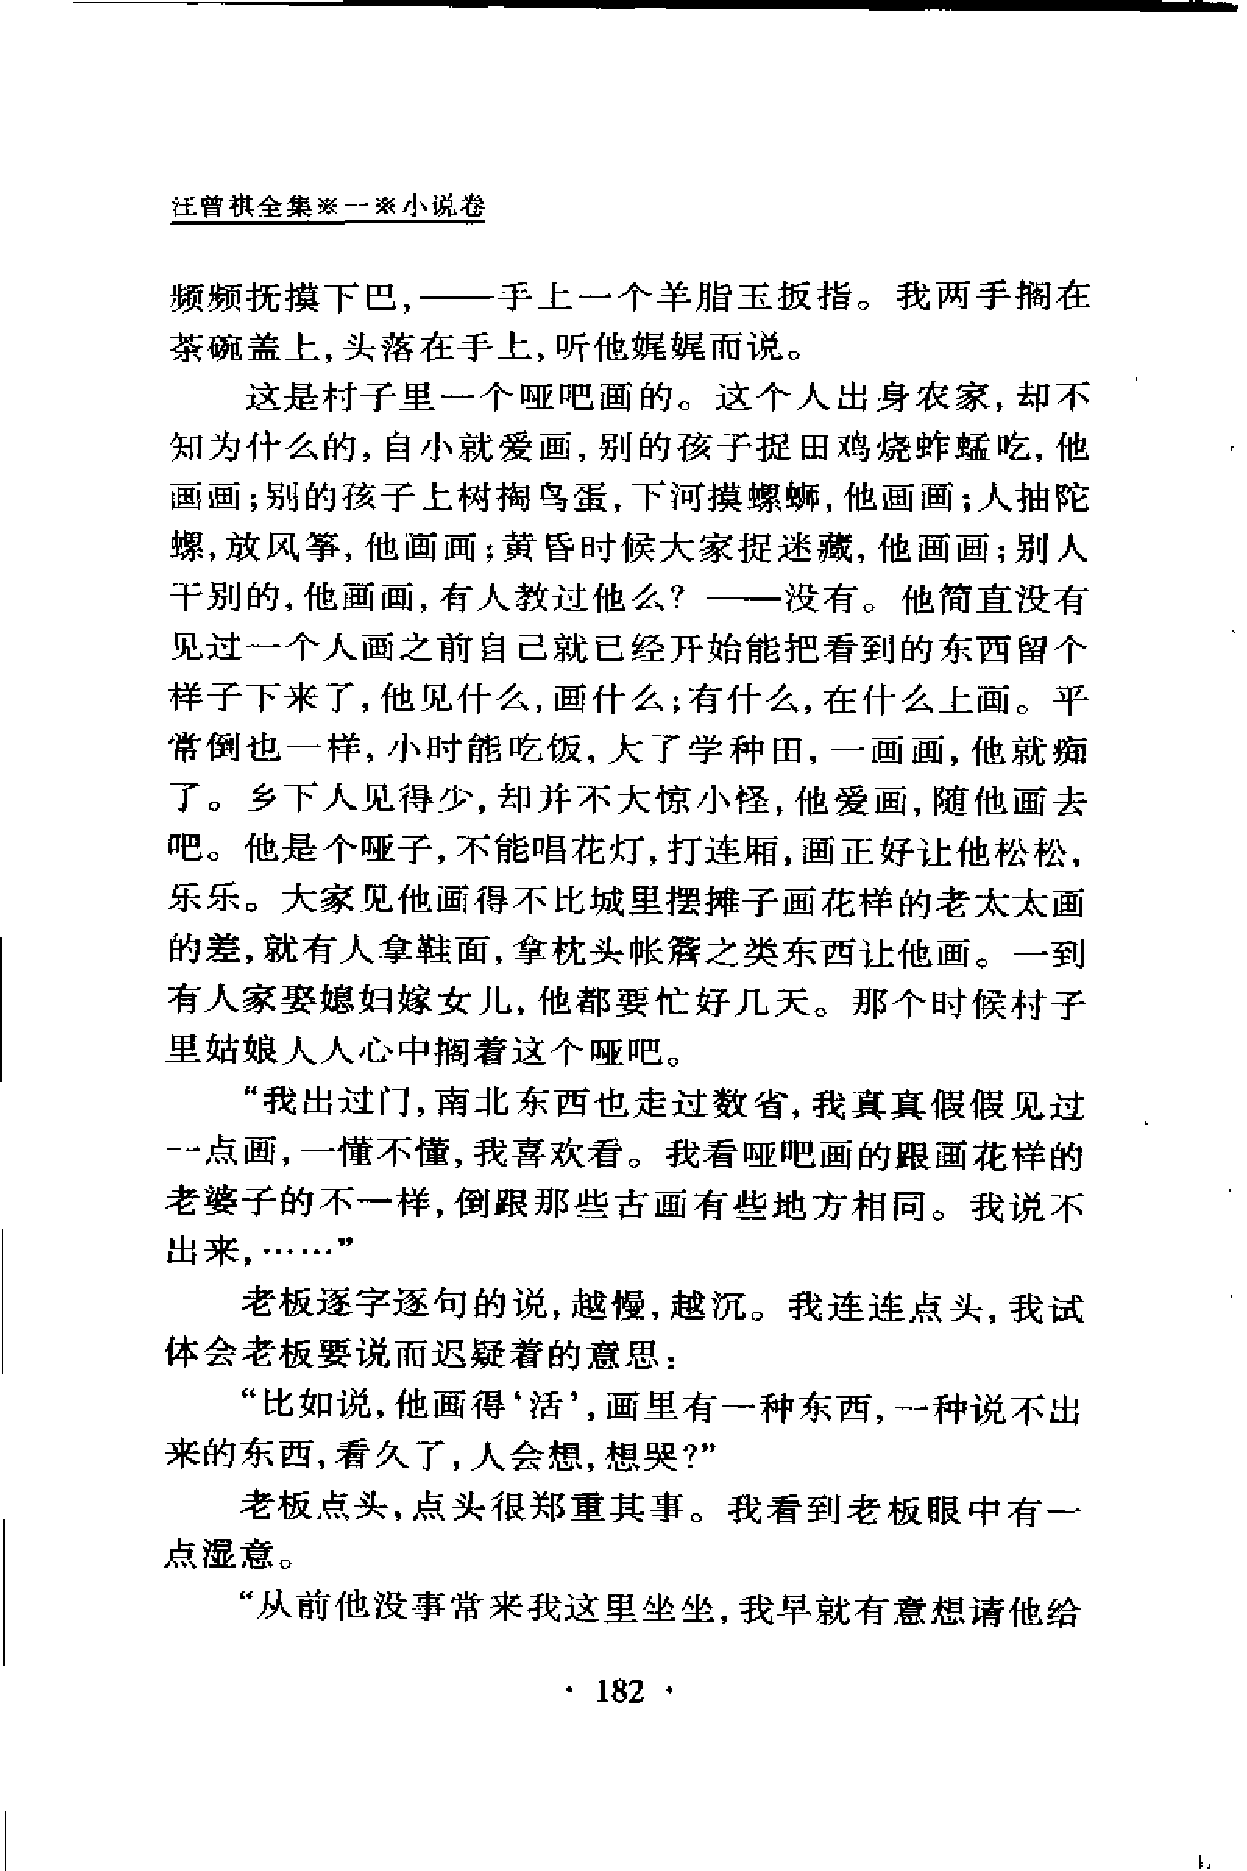 汪曾祺全集※一※小说卷
频频抚摸下巴,——手上一个羊脂玉扳指。我两手搁在
茶碗盖上,头落在手上,听他娓娓而说。
这是村子里一个哑吧画的。这个人出身农家,却不
知为什么的,自小就爱画,别的孩子捉田鸡烧蚱蜢吃,他
画画;别的孩子上树掏鸟蛋,下河摸螺蛳,他画画;人抽陀
螺,放风筝,他画画;黄昏时候大家捉迷藏,他画画;别人
干别的,他画画,有人教过他么?——没有。他简直没有
见过一个人画之前自己就已经开始能把看到的东西留个
样子下来了,他见什么,画什么;有什么,在什么上画。平
常倒也一样,小时能吃饭,大了学种田,一画画,他就痴
了。乡下人见得少,却并不大惊小怪,他爱画,随他画去
吧。他是个哑子,不能唱花灯,打连厢,画正好让他松松,
乐乐。大家见他画得不比城里摆摊子画花样的老太太画
的差,就有人拿鞋面,拿枕头帐簷之类东西让他画。一到
有人家娶媳妇嫁女儿,他都要忙好几天。那个时候村子
里姑娘人人心中搁着这个哑吧。
“我出过门,南北东西也走过数省,我真真假假见过
一点画,一懂不懂,我喜欢看。我看哑吧画的跟画花样的
老婆子的不一样,倒跟那些古画有些地方相同。我说不
出来,……”
老板逐字逐句的说,越慢,越沉。我连连点头,我试
体会老板要说而迟疑着的意思:
“比如说,他画得‘活’,画里有一种东西,一种说不出
来的东西,看久了,人会想,想哭?”
老板点头,点头很郑重其事。我看到老板眼中有一
点湿意。
“从前他没事常来我这里坐坐,我早就有意想请他给
· 182 ·